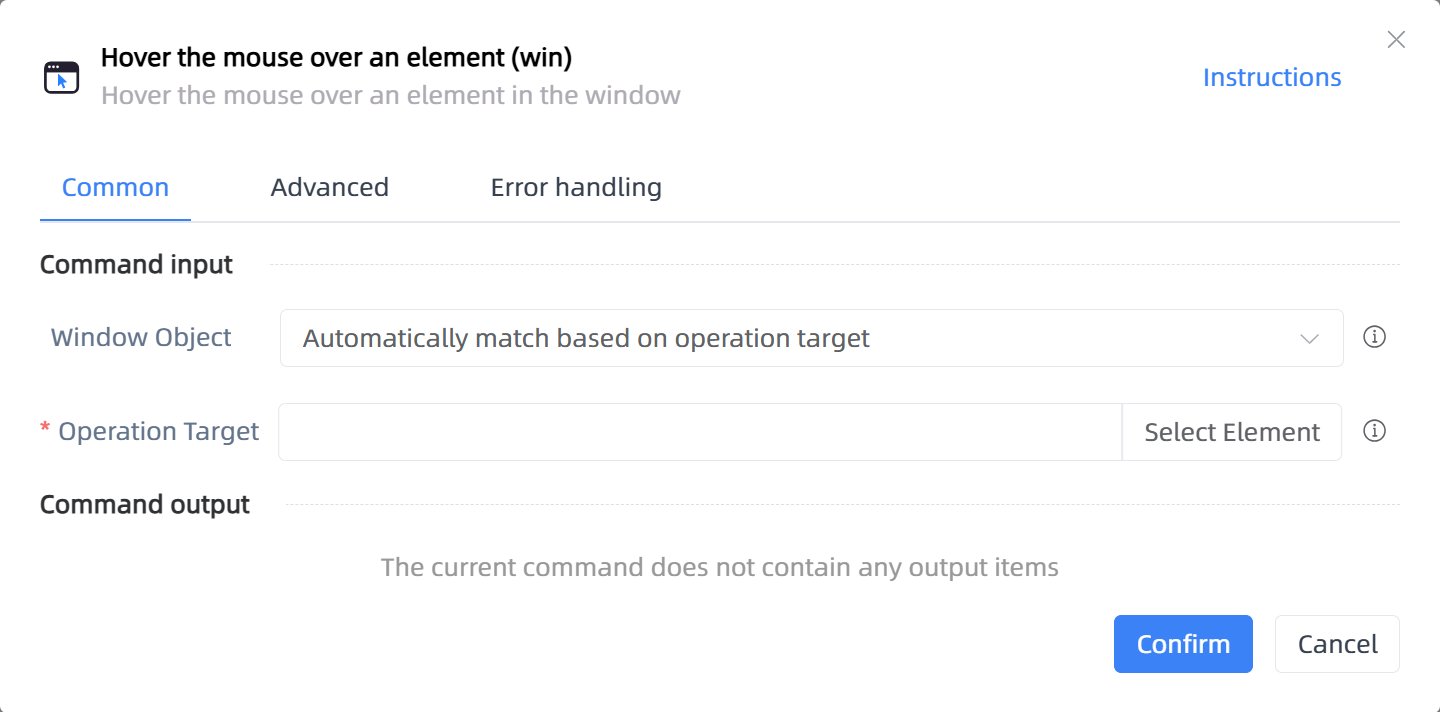 Hover the mouse over an element (win)
Hover the mouse over an element in the window
Instructions
Common
Advanced
Error handling
Command input
Window Object
Automatically match based on operation target
* Operation Target
Select Element
Command output
The current command does not contain any output items
Confirm
Cancel